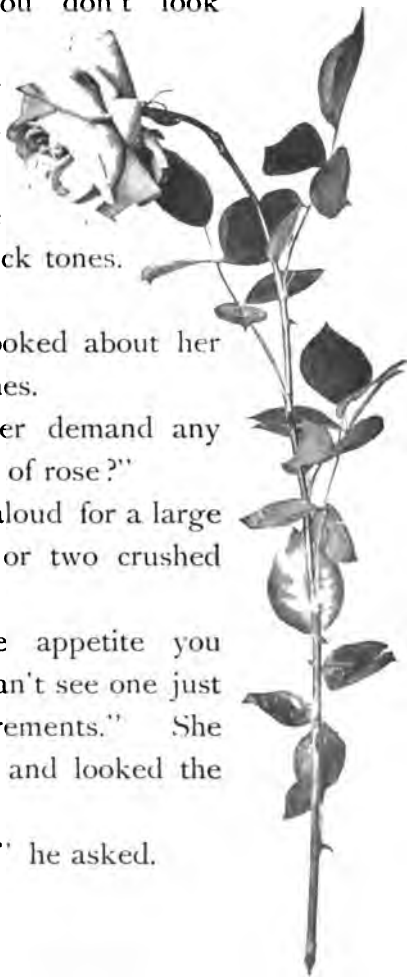 ou don't look
ck tones.
ooked about her
nes.
er demand any
of rose?"
aloud for a large
or two crushed
e appetite you
an't see one just
rements." She
and looked the
" he asked.